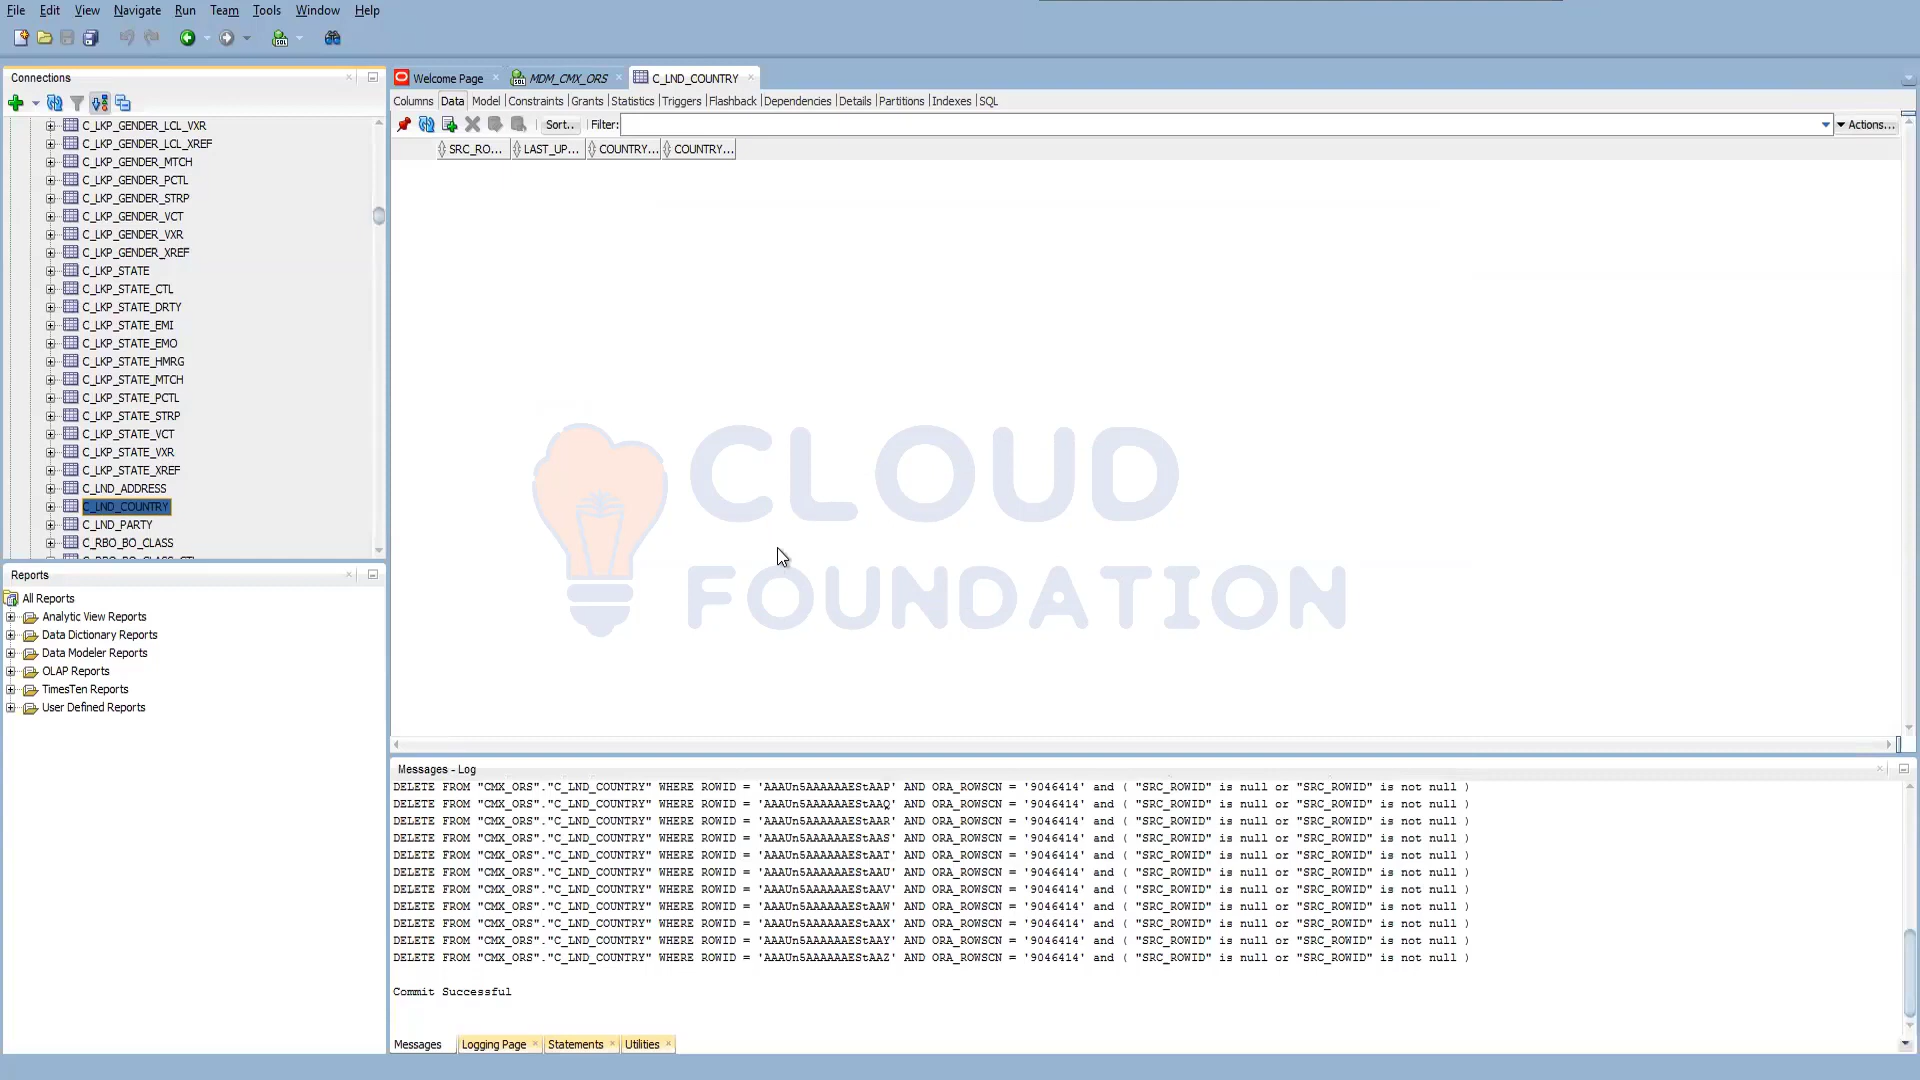 File Edit View Navigate Run Team Tools Window Help
Connections
C_LKP_GENDER_LCL_VXR
C_LKP_GENDER_LCL_XREF
C_LKP_GENDER_MTCH
C_LKP_GENDER_PCTL
C_LKP_GENDER_STRP
C_LKP_GENDER_VCT
C_LKP_GENDER_VXR
C_LKP_GENDER_XREF
C_LKP_STATE
C_LKP_STATE_CTL
C_LKP_STATE_DRTY
C_LKP_STATE_EMI
C_LKP_STATE_EMO
C_LKP_STATE_HMRG
C_LKP_STATE_MTCH
C_LKP_STATE_PCTL
C_LKP_STATE_STRP
C_LKP_STATE_VCT
C_LKP_STATE_VXR
C_LKP_STATE_XREF
C_LND_ADDRESS
C_LND_COUNTRY
C_LND_PARTY
C_RBO_BO_CLASS
Reports
All Reports
Analytic View Reports
Data Dictionary Reports
Data Modeler Reports
OLAP Reports
TimesTen Reports
User Defined Reports
Welcome Page MDM_CMX_ORS C_LND_COUNTRY
Columns Data Model Constraints Grants Statistics Triggers Flashback Dependencies Details Partitions Indexes SQL
Sort.. Filter: Actions...
SRC_RO... LAST_UP... COUNTRY... COUNTRY...
CLOUD
FOUNDATION
Messages - Log
DELETE FROM "CMX_ORS"."C_LND_COUNTRY" WHERE ROWID = 'AAAUn5AAAAAAEStAAP' AND ORA_ROWSCN = '9046414' and ( "SRC_ROWID" is null or "SRC_ROWID" is not null )
DELETE FROM "CMX_ORS"."C_LND_COUNTRY" WHERE ROWID = 'AAAUn5AAAAAAEStAAQ' AND ORA_ROWSCN = '9046414' and ( "SRC_ROWID" is null or "SRC_ROWID" is not null )
DELETE FROM "CMX_ORS"."C_LND_COUNTRY" WHERE ROWID = 'AAAUn5AAAAAAEStAAR' AND ORA_ROWSCN = '9046414' and ( "SRC_ROWID" is null or "SRC_ROWID" is not null )
DELETE FROM "CMX_ORS"."C_LND_COUNTRY" WHERE ROWID = 'AAAUn5AAAAAAEStAAS' AND ORA_ROWSCN = '9046414' and ( "SRC_ROWID" is null or "SRC_ROWID" is not null )
DELETE FROM "CMX_ORS"."C_LND_COUNTRY" WHERE ROWID = 'AAAUn5AAAAAAEStAAT' AND ORA_ROWSCN = '9046414' and ( "SRC_ROWID" is null or "SRC_ROWID" is not null )
DELETE FROM "CMX_ORS"."C_LND_COUNTRY" WHERE ROWID = 'AAAUn5AAAAAAEStAAU' AND ORA_ROWSCN = '9046414' and ( "SRC_ROWID" is null or "SRC_ROWID" is not null )
DELETE FROM "CMX_ORS"."C_LND_COUNTRY" WHERE ROWID = 'AAAUn5AAAAAAEStAAV' AND ORA_ROWSCN = '9046414' and ( "SRC_ROWID" is null or "SRC_ROWID" is not null )
DELETE FROM "CMX_ORS"."C_LND_COUNTRY" WHERE ROWID = 'AAAUn5AAAAAAEStAAW' AND ORA_ROWSCN = '9046414' and ( "SRC_ROWID" is null or "SRC_ROWID" is not null )
DELETE FROM "CMX_ORS"."C_LND_COUNTRY" WHERE ROWID = 'AAAUn5AAAAAAEStAAX' AND ORA_ROWSCN = '9046414' and ( "SRC_ROWID" is null or "SRC_ROWID" is not null )
DELETE FROM "CMX_ORS"."C_LND_COUNTRY" WHERE ROWID = 'AAAUn5AAAAAAEStAAY' AND ORA_ROWSCN = '9046414' and ( "SRC_ROWID" is null or "SRC_ROWID" is not null )
DELETE FROM "CMX_ORS"."C_LND_COUNTRY" WHERE ROWID = 'AAAUn5AAAAAAEStAAZ' AND ORA_ROWSCN = '9046414' and ( "SRC_ROWID" is null or "SRC_ROWID" is not null )
Commit Successful
Messages Logging Page Statements Utilities